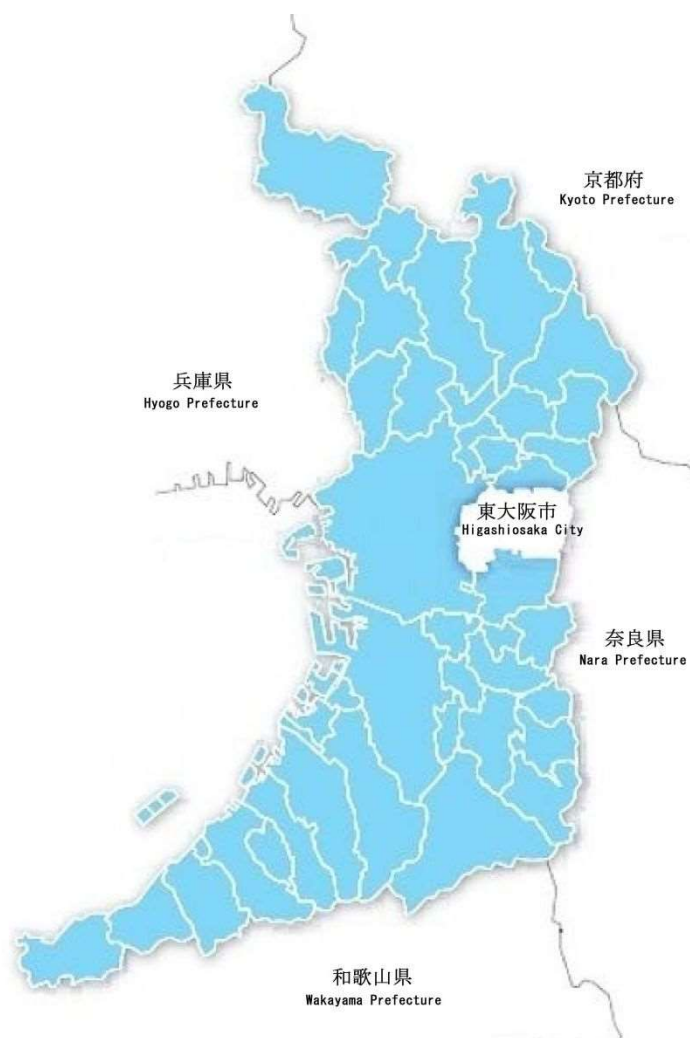 京都府
Kyoto Prefecture
兵庫県
Hyogo Prefecture
東大阪市
Higashiosaka City
奈良県
Nara Prefecture
和歌山県
Wakayama Prefecture